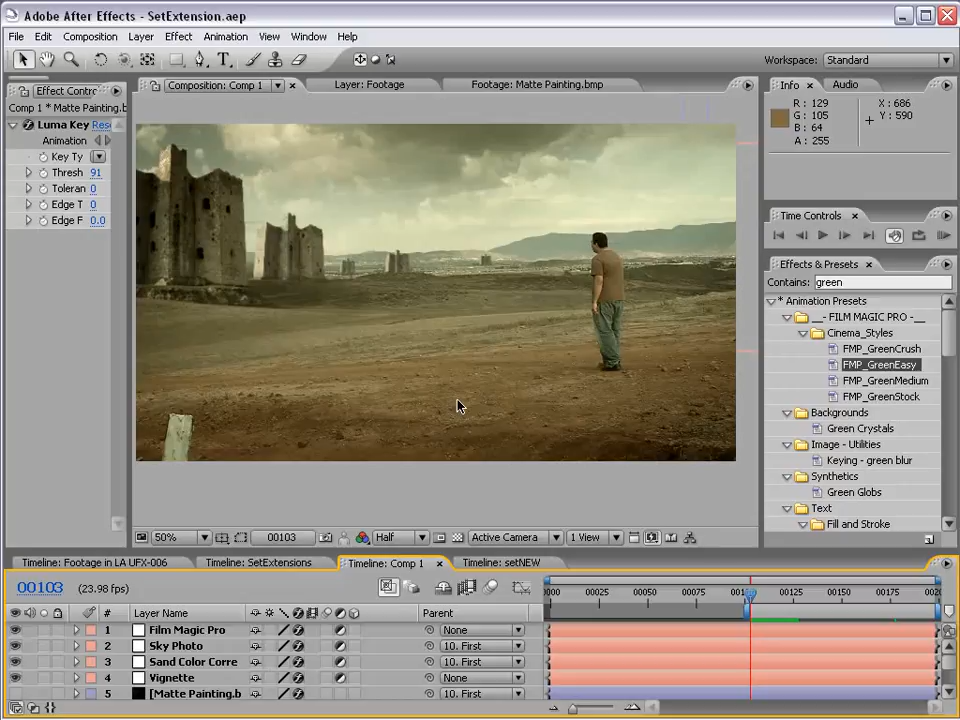 Adobe After Effects - SetExtension.aep
File Edit Composition Layer Effect Animation View Window Help
Workspace: Standard
Effect Contro
Composition: Comp 1
Layer: Footage
Footage: Matte Painting.bmp
Info Audio
Comp 1 * Matte Painting.b
Luma Key Rese
Animation
Key Ty
Thresh 91
Toleran 0
Edge T 0
Edge F 0.0
R : 129
G : 105
B : 64
A : 255
X : 686
Y : 590
Time Controls
Effects & Presets
Contains: green
* Animation Presets
__- FILM MAGIC PRO -__
Cinema_Styles
FMP_GreenCrush
FMP_GreenEasy
FMP_GreenMedium
FMP_GreenStock
Backgrounds
Green Crystals
Image - Utilities
Keying - green blur
Synthetics
Green Globs
Text
Fill and Stroke
50% 00103 Half Active Camera 1 View
Timeline: Footage in LA UFX-006 Timeline: SetExtensions Timeline: Comp 1 Timeline: setNEW
00103 (23.98 fps)
0000 00025 00050 00075 001 00125 00150 00175 0020
# Layer Name Parent
1 Film Magic Pro None
2 Sky Photo 10. First
3 Sand Color Corre 10. First
4 Vignette None
5 [Matte Painting.b 10. First